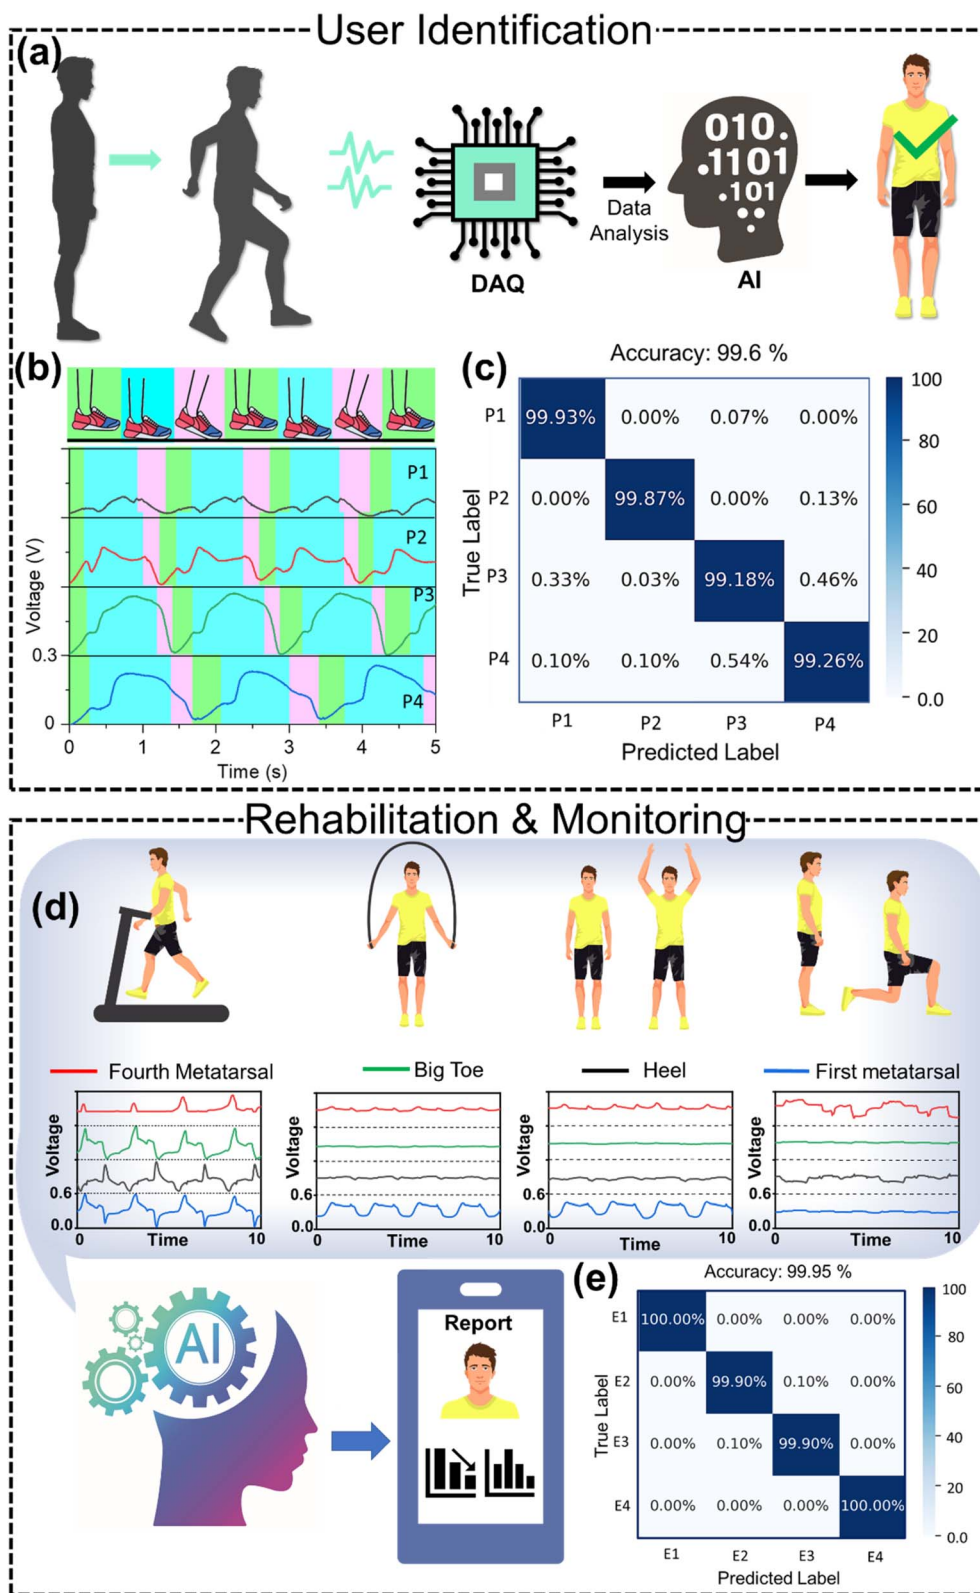 User Identification
(a)
010.
.1101
.101
Data
Analysis
DAQ
AI
(b)
P1
P2
P3
P4
Voltage (V)
0.3
0
0 1 2 3 4 5
Time (s)
(c)
Accuracy: 99.6 %
True Label
P1 99.93% 0.00% 0.07% 0.00%
P2 0.00% 99.87% 0.00% 0.13%
P3 0.33% 0.03% 99.18% 0.46%
P4 0.10% 0.10% 0.54% 99.26%
P1 P2 P3 P4
Predicted Label
100
80
60
40
20
0.0
Rehabilitation & Monitoring
(d)
Fourth Metatarsal Big Toe Heel First metatarsal
Voltage
0.6
0.0
0 Time 10
Voltage
0.6
0.0
0 Time 10
Voltage
0.6
0.0
0 Time 10
Voltage
0.6
0.0
0 Time 10
AI
Report
(e)
Accuracy: 99.95 %
True Label
E1 100.00% 0.00% 0.00% 0.00%
E2 0.00% 99.90% 0.10% 0.00%
E3 0.00% 0.10% 99.90% 0.00%
E4 0.00% 0.00% 0.00% 100.00%
E1 E2 E3 E4
Predicted Label
100
80
60
40
20
0.0